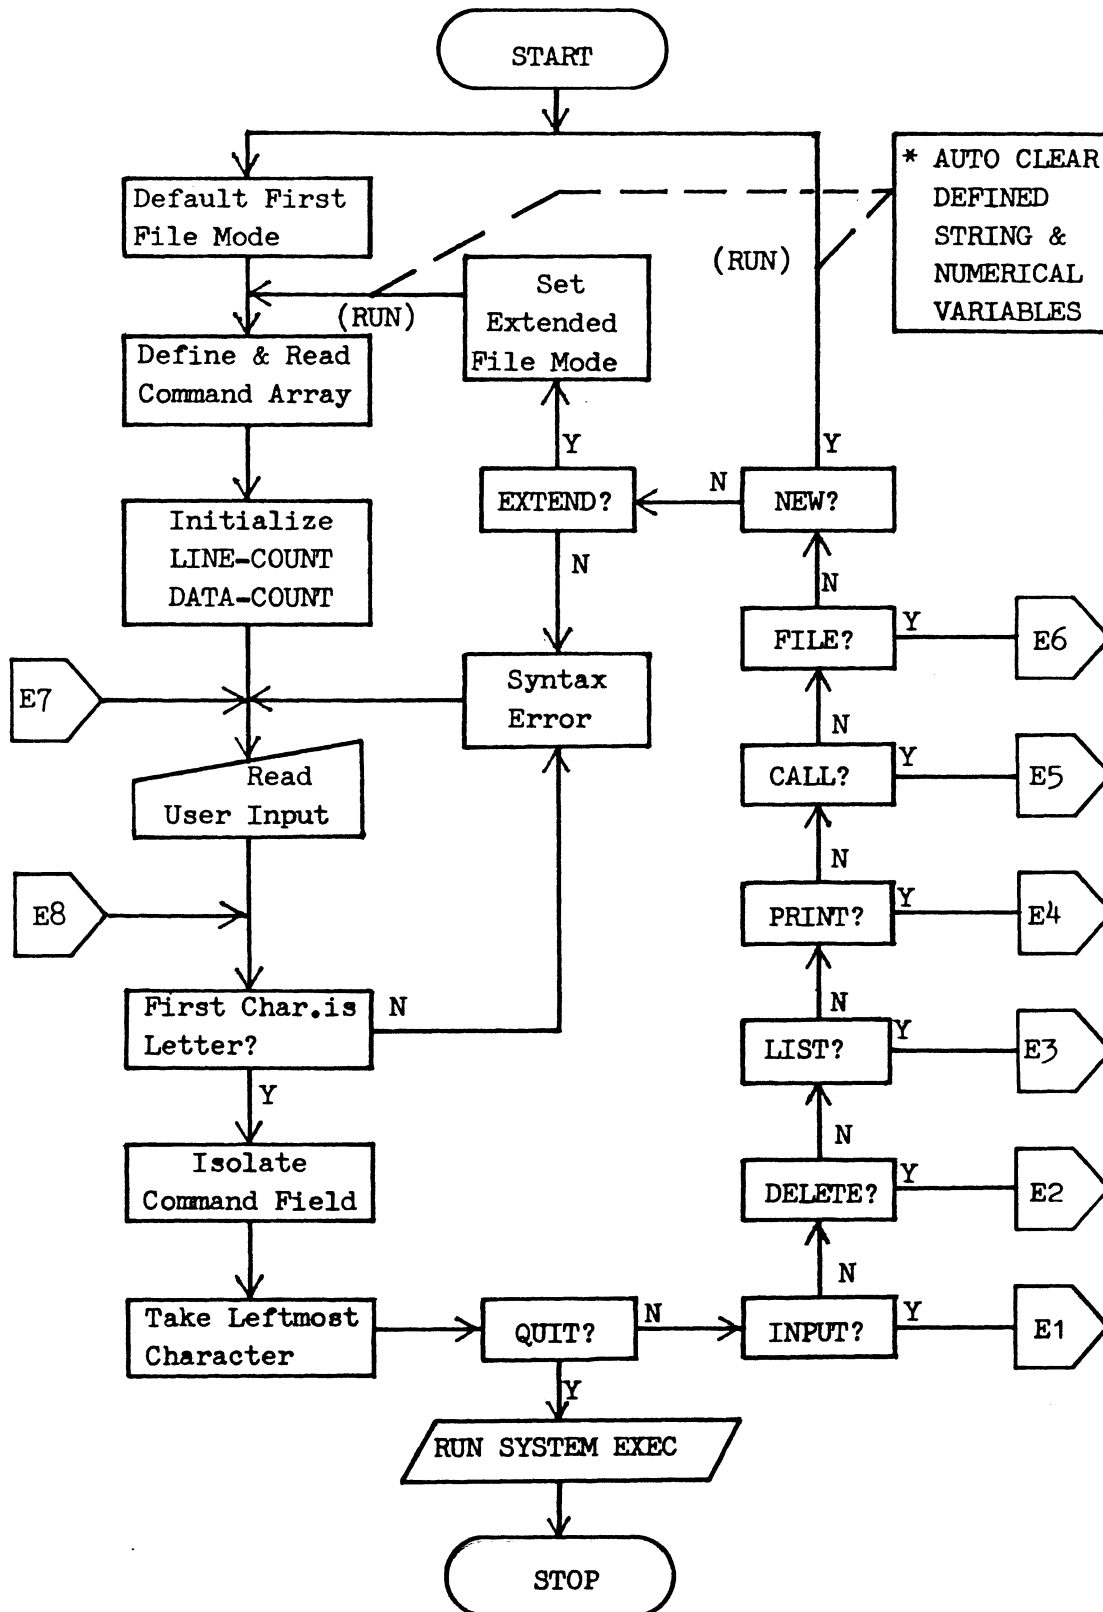 START
Default First
File Mode
* AUTO CLEAR
DEFINED
STRING &
NUMERICAL
VARIABLES
(RUN)
(RUN)
Set
Extended
File Mode
Define & Read
Command Array
Y
Y
EXTEND?
N
NEW?
Initialize
LINE-COUNT
DATA-COUNT
N
N
FILE?
Y
E6
E7
Syntax
Error
N
CALL?
Y
E5
Read
User Input
N
E8
PRINT?
Y
E4
First Char.is
Letter?
N
N
LIST?
Y
E3
Y
N
Isolate
Command Field
DELETE?
Y
E2
N
Take Leftmost
Character
QUIT?
N
INPUT?
Y
E1
Y
RUN SYSTEM EXEC
STOP